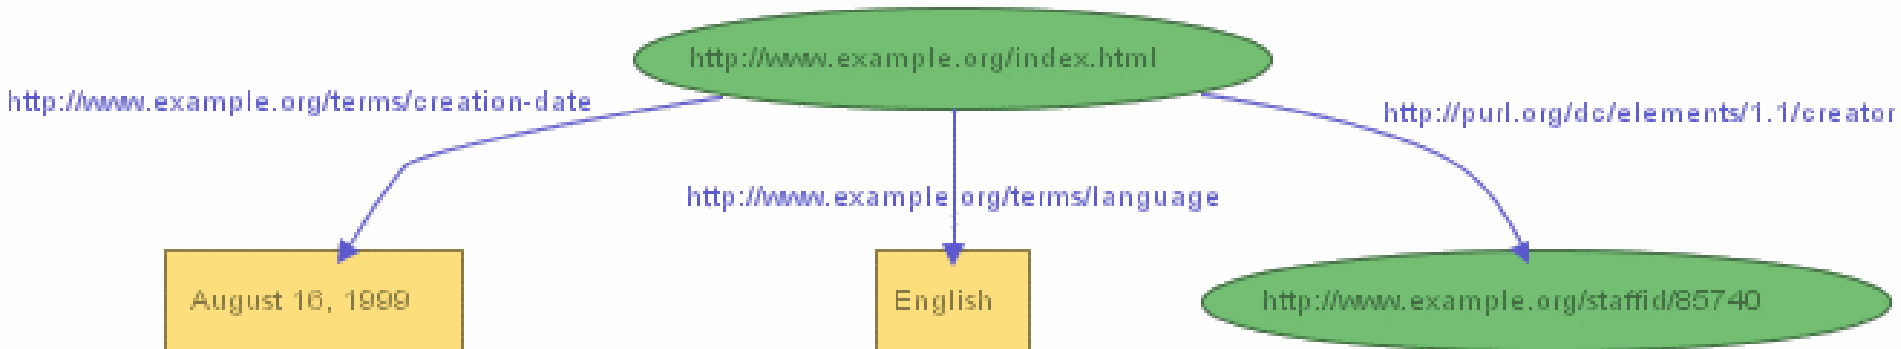 http://www.example.org/index.html
http://www.example.org/terms/creation-date
http://purl.org/dc/elements/1.1/creator
http://www.example.org/terms/language
August 16, 1999
English
http://www.example.org/staffid/85740